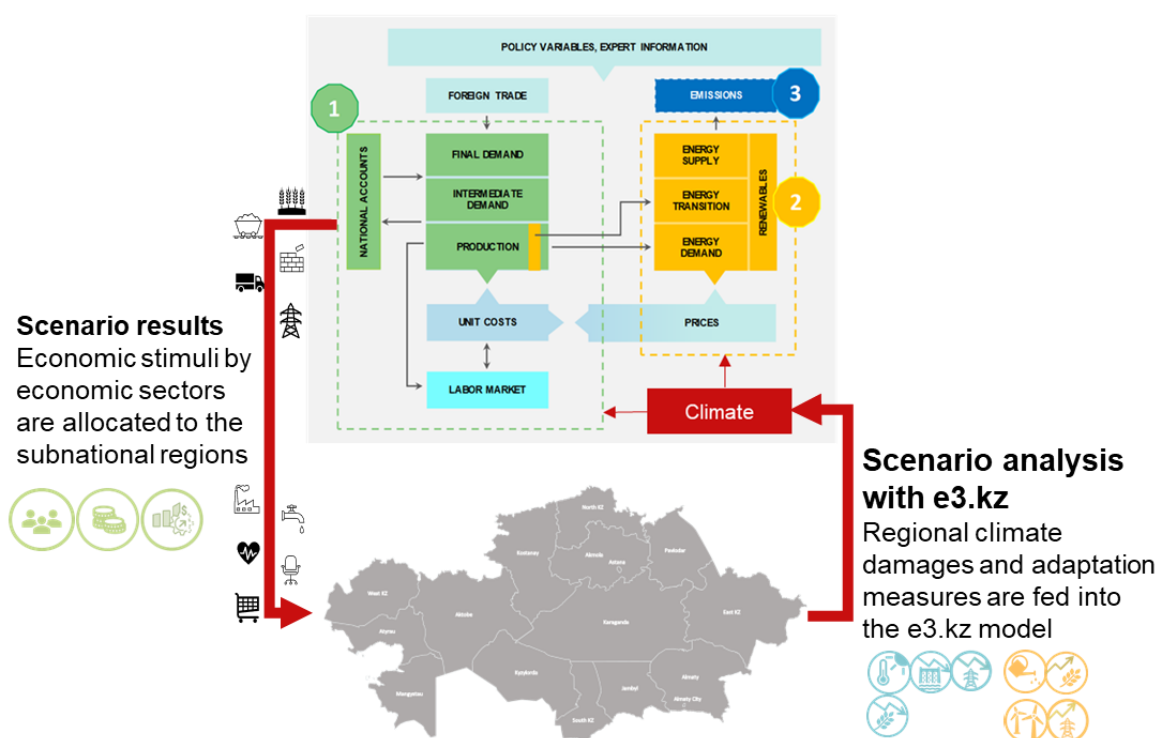 POLICY VARIABLES, EXPERT INFORMATION
1
FOREIGN TRADE
EMISSIONS
3
NATIONAL ACCOUNTS
FINAL DEMAND
INTERMEDIATE
DEMAND
PRODUCTION
ENERGY
SUPPLY
ENERGY
TRANSITION
ENERGY
DEMAND
RENEWABLES
2
UNIT COSTS
PRICES
LABOR MARKET
Climate
Scenario results
Economic stimuli by
economic sectors
are allocated to the
subnational regions
Scenario analysis
with e3.kz
Regional climate
damages and adaptation
measures are fed into
the e3.kz model
North KZ
Kostanay
Akmola
Astana
Pavlodar
West KZ
Aktobe
Atyrau
Karaganda
East KZ
Mangystau
Kyzylorda
Jambyl
Almaty
Almaty City
South KZ
$